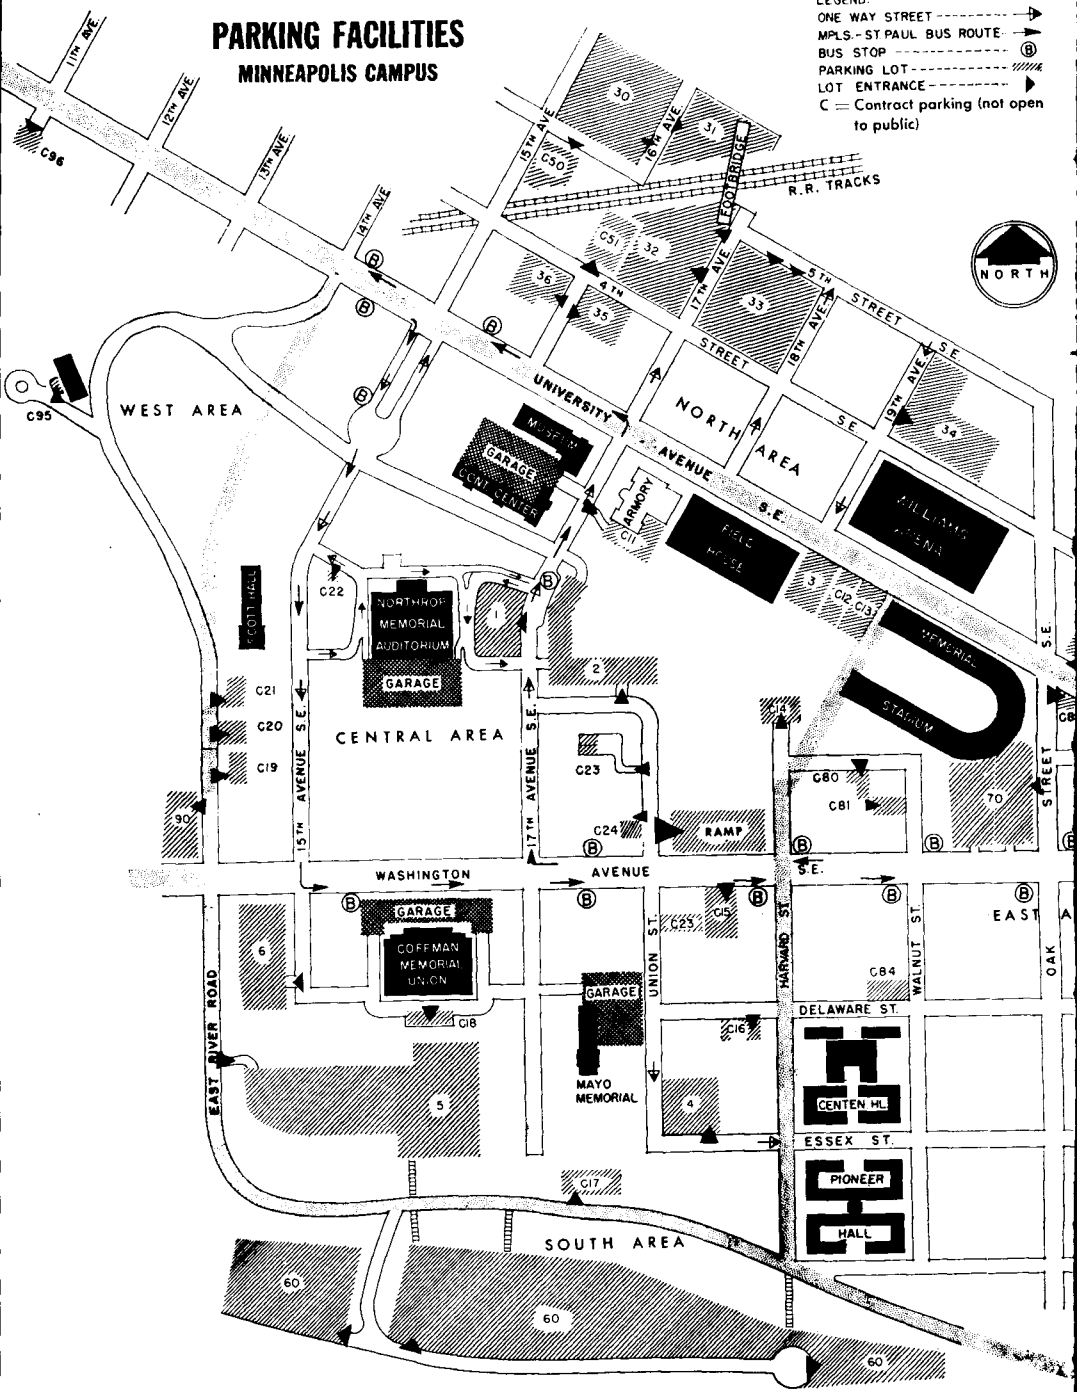 PARKING FACILITIES
MINNEAPOLIS CAMPUS
LEGEND:
ONE WAY STREET
MPLS.-ST. PAUL BUS ROUTE
BUS STOP B
PARKING LOT
LOT ENTRANCE
C = Contract parking (not open
to public)
11TH AVE.
12TH AVE.
13TH AVE.
14TH AVE.
15TH AVE
16TH AVE.
30
31
C50
C96
FOOTBRIDGE
R.R. TRACKS
NORTH
C51
32
36
35
4TH
STREET
S.E.
17TH AVE.
33
18TH AVE.
5TH
STREET
S.E.
19TH AVE.
34
B
B
B
B
C95
WEST AREA
UNIVERSITY
AVENUE
S.E.
NORTH
AREA
MUSEUM
GARAGE
CONT. CENTER
ARMORY
C11
FIELD
HOUSE
WILLIAMS
ARENA
3
C12
C13
MEMORIAL
STADIUM
C22
SCOTT HALL
NORTHROP
MEMORIAL
AUDITORIUM
GARAGE
1
B
2
C21
C20
C19
90
15TH AVENUE S.E.
CENTRAL AREA
17TH AVENUE S.E.
C23
C24
RAMP
C14
C80
C81
70
C8
STREET S.E.
WASHINGTON
AVENUE
S.E.
B
B
B
B
B
B
B
B
B
EAST A
6
GARAGE
COFFMAN
MEMORIAL
UNION
C18
GARAGE
MAYO
MEMORIAL
UNION ST.
C23
C15
HARVARD ST.
WALNUT ST.
OAK
C84
DELAWARE ST.
C16
CENTEN HL.
ESSEX ST.
PIONEER
HALL
4
5
EAST RIVER ROAD
C17
SOUTH AREA
60
60
60